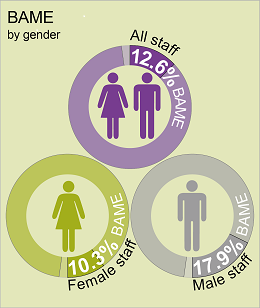 BAME
by gender
All staff
12.6% BAME
10.3% BAME
Female staff
17.9% BAME
Male staff